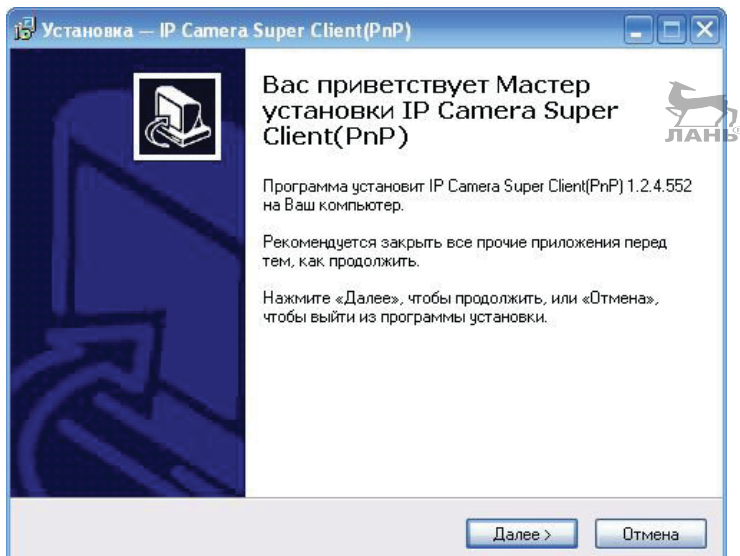 Установка — IP Camera Super Client(PnP)
Вас приветствует Мастер
установки IP Camera Super
Client(PnP)
ЛАНЬ®
Программа установит IP Camera Super Client(PnP) 1.2.4.552
на Ваш компьютер.
Рекомендуется закрыть все прочие приложения перед
тем, как продолжить.
Нажмите «Далее», чтобы продолжить, или «Отмена»,
чтобы выйти из программы установки.
Далее >
Отмена